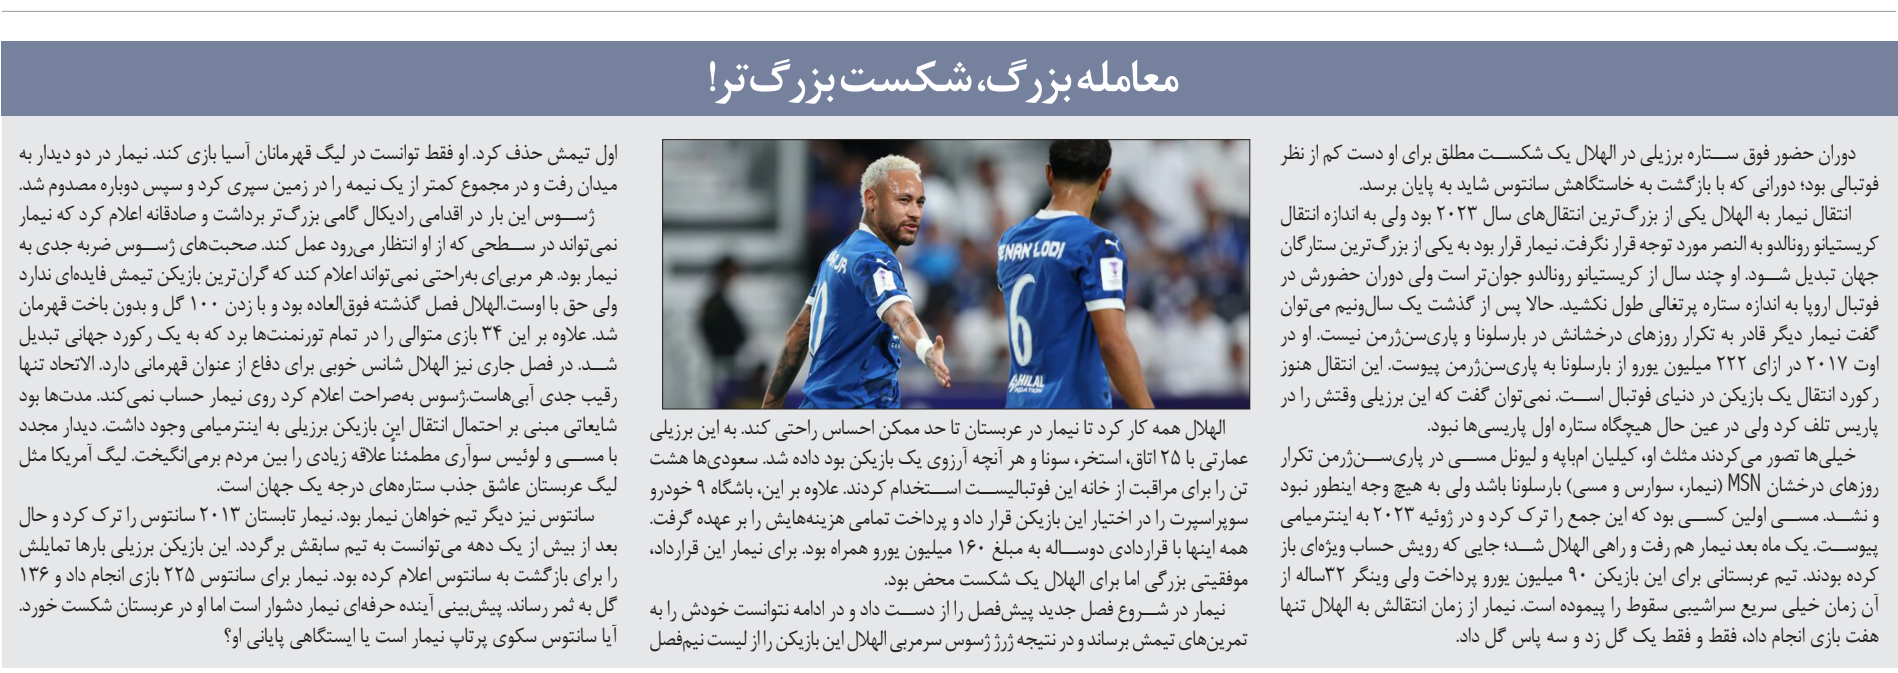 معامله بزرگ، شکست بزرگ‌تر!
دوران حضور فوق ستاره برزیلی در الهلال یک شکست مطلق برای او دست کم از نظر
فوتبالی بود؛ دورانی که با بازگشت به خاستگاهش سانتوس شاید به پایان برسد.
انتقال نیمار به الهلال یکی از بزرگ‌ترین انتقال‌های سال ۲۰۲۳ بود ولی به اندازه انتقال
کریستیانو رونالدو به النصر مورد توجه قرار نگرفت. نیمار قرار بود به یکی از بزرگ‌ترین ستارگان
جهان تبدیل شود. او چند سال از کریستیانو رونالدو جوان‌تر است ولی دوران حضورش در
فوتبال اروپا به اندازه ستاره پرتغالی طول نکشید. حالا پس از گذشت یک سال‌ونیم می‌توان
گفت نیمار دیگر قادر به تکرار روزهای درخشانش در بارسلونا و پاری‌سن‌ژرمن نیست. او در
اوت ۲۰۱۷ در ازای ۲۲۲ میلیون یورو از بارسلونا به پاری‌سن‌ژرمن پیوست. این انتقال هنوز
رکورد انتقال یک بازیکن در دنیای فوتبال است. نمی‌توان گفت که این برزیلی وقتش را در
پاریس تلف کرد ولی در عین حال هیچگاه ستاره اول پاریسی‌ها نبود.
خیلی‌ها تصور می‌کردند مثلث او، کیلیان ام‌باپه و لیونل مسی در پاری‌سن‌ژرمن تکرار
روزهای درخشان MSN (نیمار، سوارس و مسی) بارسلونا باشد ولی به هیچ وجه اینطور نبود
و نشد. مسی اولین کسی بود که این جمع را ترک کرد و در ژوئیه ۲۰۲۳ به اینترمیامی
پیوست. یک ماه بعد نیمار هم رفت و راهی الهلال شد؛ جایی که رویش حساب ویژه‌ای باز
کرده بودند. تیم عربستانی برای این بازیکن ۹۰ میلیون یورو پرداخت ولی وینگر ۳۲ساله از
آن زمان خیلی سریع سراشیبی سقوط را پیموده است. نیمار از زمان انتقالش به الهلال تنها
هفت بازی انجام داد، فقط و فقط یک گل زد و سه پاس گل داد.
JR
RENAN LODI
6
ALHILAL
FOUNDATION
الهلال همه کار کرد تا نیمار در عربستان تا حد ممکن احساس راحتی کند. به این برزیلی
عمارتی با ۲۵ اتاق، استخر، سونا و هر آنچه آرزوی یک بازیکن بود داده شد. سعودی‌ها هشت
تن را برای مراقبت از خانه این فوتبالیست استخدام کردند. علاوه بر این، باشگاه ۹ خودرو
سوپراسپرت را در اختیار این بازیکن قرار داد و پرداخت تمامی هزینه‌هایش را بر عهده گرفت.
همه اینها با قراردادی دوساله به مبلغ ۱۶۰ میلیون یورو همراه بود. برای نیمار این قرارداد،
موفقیتی بزرگی اما برای الهلال یک شکست محض بود.
نیمار در شروع فصل جدید پیش‌فصل را از دست داد و در ادامه نتوانست خودش را به
تمرین‌های تیمش برساند و در نتیجه ژرژ ژسوس سرمربی الهلال این بازیکن را از لیست نیم‌فصل
اول تیمش حذف کرد. او فقط توانست در لیگ قهرمانان آسیا بازی کند. نیمار در دو دیدار به
میدان رفت و در مجموع کمتر از یک نیمه را در زمین سپری کرد و سپس دوباره مصدوم شد.
ژسوس این بار در اقدامی رادیکال گامی بزرگ‌تر برداشت و صادقانه اعلام کرد که نیمار
نمی‌تواند در سطحی که از او انتظار می‌رود عمل کند. صحبت‌های ژسوس ضربه جدی به
نیمار بود. هر مربی‌ای به‌راحتی نمی‌تواند اعلام کند که گران‌ترین بازیکن تیمش فایده‌ای ندارد
ولی حق با اوست.الهلال فصل گذشته فوق‌العاده بود و با زدن ۱۰۰ گل و بدون باخت قهرمان
شد. علاوه بر این ۳۴ بازی متوالی را در تمام تورنمنت‌ها برد که به یک رکورد جهانی تبدیل
شد. در فصل جاری نیز الهلال شانس خوبی برای دفاع از عنوان قهرمانی دارد. الاتحاد تنها
رقیب جدی آبی‌هاست.ژسوس به‌صراحت اعلام کرد روی نیمار حساب نمی‌کند. مدت‌ها بود
شایعاتی مبنی بر احتمال انتقال این بازیکن برزیلی به اینترمیامی وجود داشت. دیدار مجدد
با مسی و لوئیس سوآرى مطمئناً علاقه زیادی را بین مردم برمی‌انگیخت. لیگ آمریکا مثل
لیگ عربستان عاشق جذب ستاره‌های درجه یک جهان است.
سانتوس نیز دیگر تیم خواهان نیمار بود. نیمار تابستان ۲۰۱۳ سانتوس را ترک کرد و حال
بعد از بیش از یک دهه می‌توانست به تیم سابقش برگردد. این بازیکن برزیلی بارها تمایلش
را برای بازگشت به سانتوس اعلام کرده بود. نیمار برای سانتوس ۲۲۵ بازی انجام داد و ۱۳۶
گل به ثمر رساند. پیش‌بینی آینده حرفه‌ای نیمار دشوار است اما او در عربستان شکست خورد.
آیا سانتوس سکوی پرتاپ نیمار است یا ایستگاهی پایانی او؟